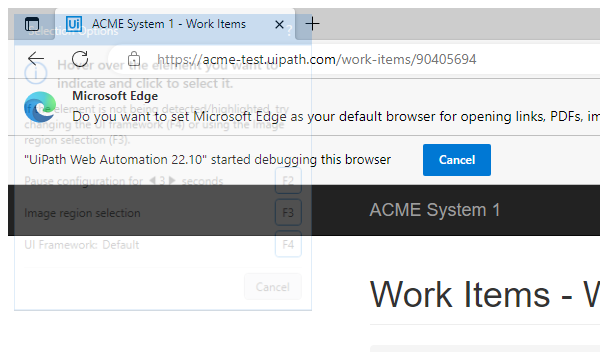 Ui ACME System 1 - Work Items
Selection Options ?
https://acme-test.uipath.com/work-items/90405694
Hover over the element you want to
indicate and click to select it.
Microsoft Edge
Do you want to set Microsoft Edge as your default browser for opening links, PDFs, im
If the element is not being detected/highlighted, try
changing the UI framework (F4) or using the image
region selection (F3).
"UiPath Web Automation 22.10" started debugging this browser
Cancel
Pause configuration for 3 seconds F2
Image region selection F3
ACME System 1
UI Framework: Default F4
Cancel
Work Items - W